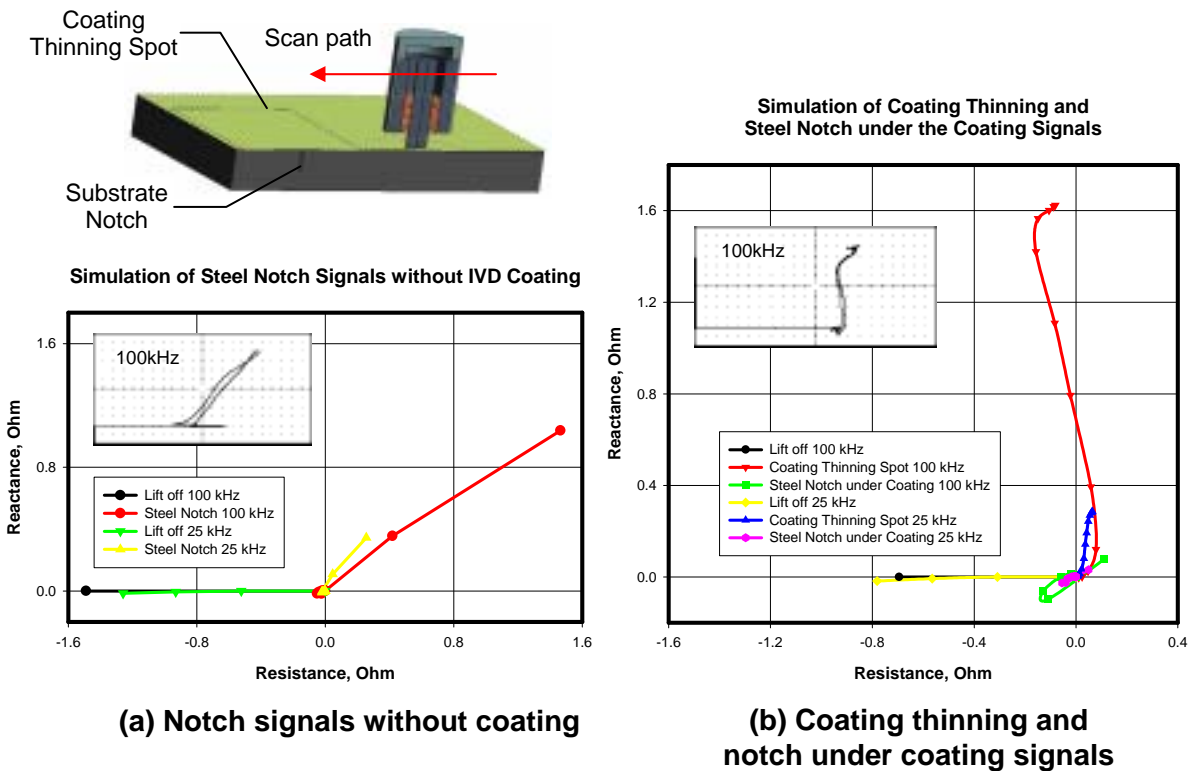 Coating
Thinning Spot
Scan path
Substrate
Notch
Simulation of Steel Notch Signals without IVD Coating
100kHz
Lift off 100 kHz
Steel Notch 100 kHz
Lift off 25 kHz
Steel Notch 25 kHz
Reactance, Ohm
1.6
0.8
0.0
-1.6
-0.8
0.0
0.8
1.6
Resistance, Ohm
(a) Notch signals without coating
Simulation of Coating Thinning and
Steel Notch under the Coating Signals
100kHz
Lift off 100 kHz
Coating Thinning Spot 100 kHz
Steel Notch under Coating 100 kHz
Lift off 25 kHz
Coating Thinning Spot 25 kHz
Steel Notch under Coating 25 kHz
Reactance, Ohm
1.6
1.2
0.8
0.4
0.0
-1.6
-1.2
-0.8
-0.4
0.0
0.4
Resistance, Ohm
(b) Coating thinning and
notch under coating signals